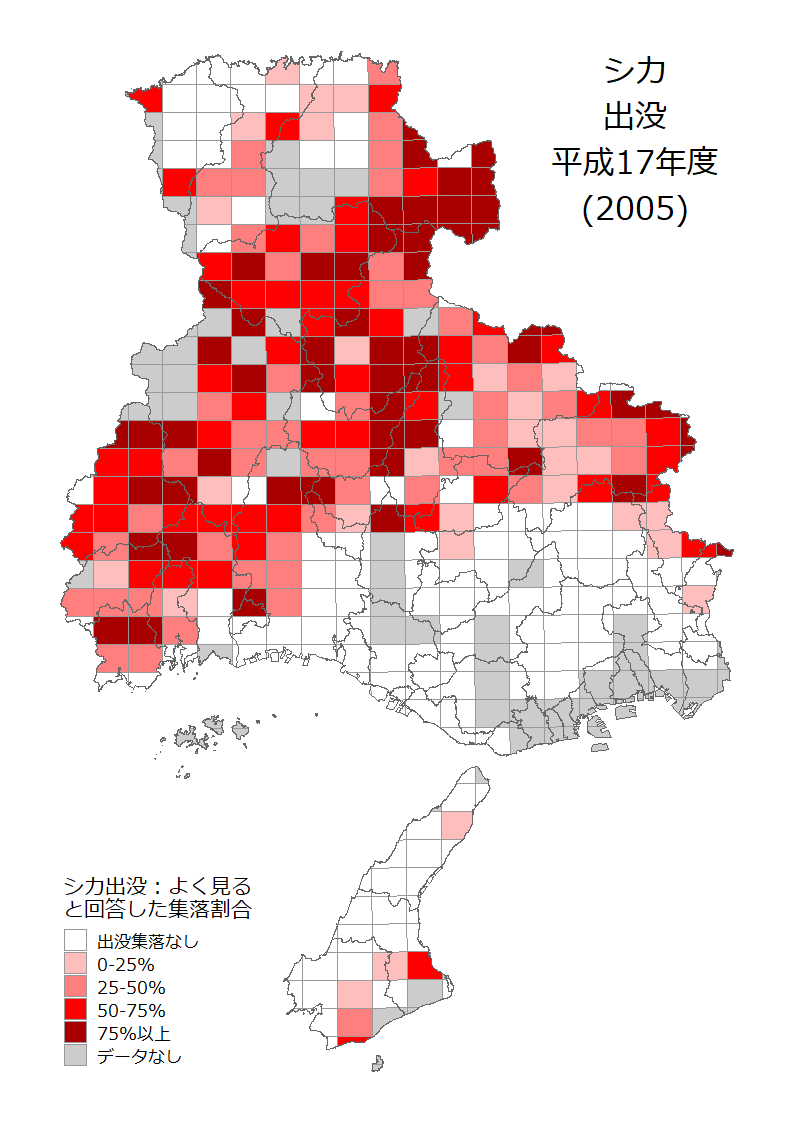 シカ
出没
平成17年度
(2005)
シカ出没：よく見る
と回答した集落割合
出没集落なし
0-25%
25-50%
50-75%
75%以上
データなし